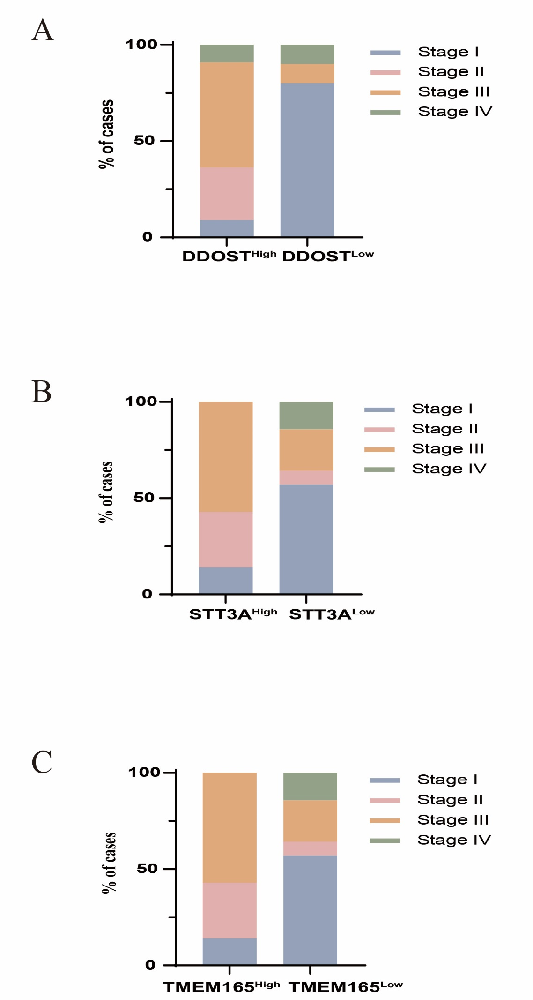 A
% of cases
100
50
0
DDOSTHigh DDOSTLow
Stage I
Stage II
Stage III
Stage IV
B
% of cases
100
50
0
STT3AHigh STT3ALow
Stage I
Stage II
Stage III
Stage IV
C
% of cases
100
50
0
TMEM165High TMEM165Low
Stage I
Stage II
Stage III
Stage IV